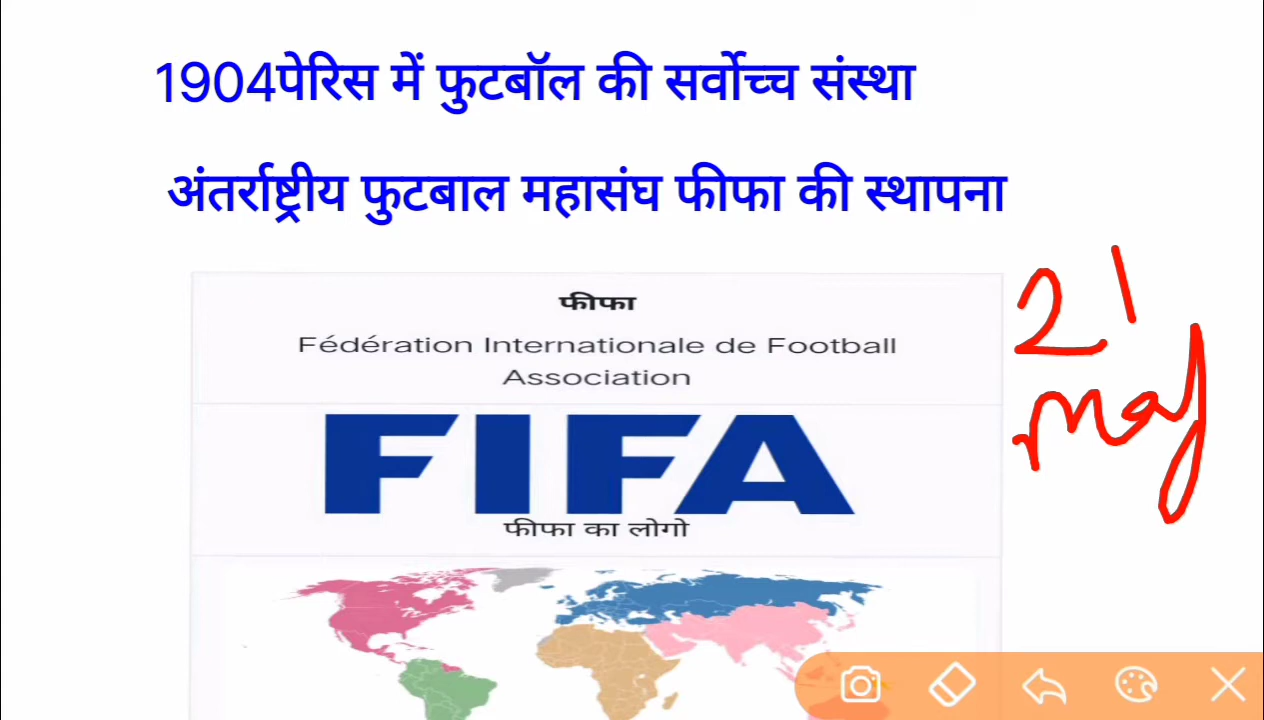 1904पेरिस में फुटबॉल की सर्वोच्च संस्था
अंतर्राष्ट्रीय फुटबाल महासंघ फीफा की स्थापना
21
may
फीफा
Fédération Internationale de Football
Association
FIFA
फीफा का लोगो